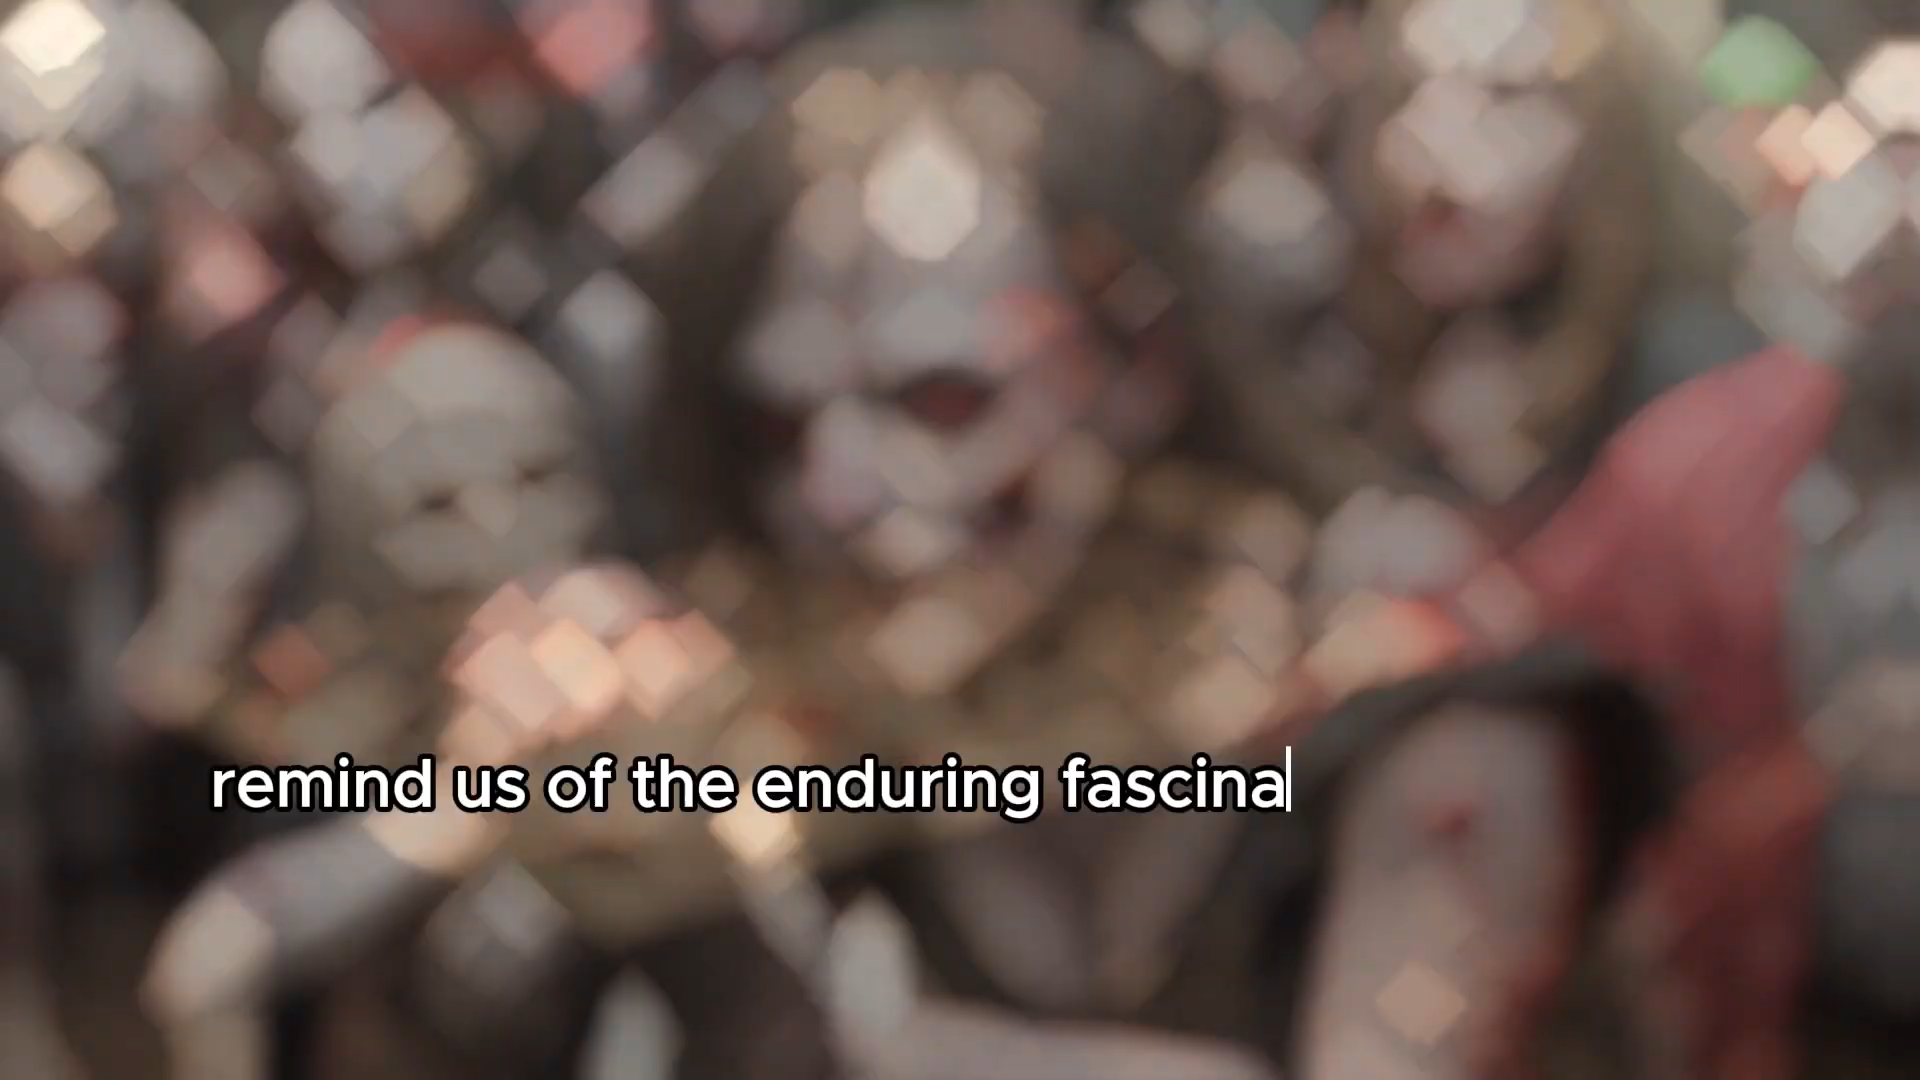 remind us of the enduring fascina